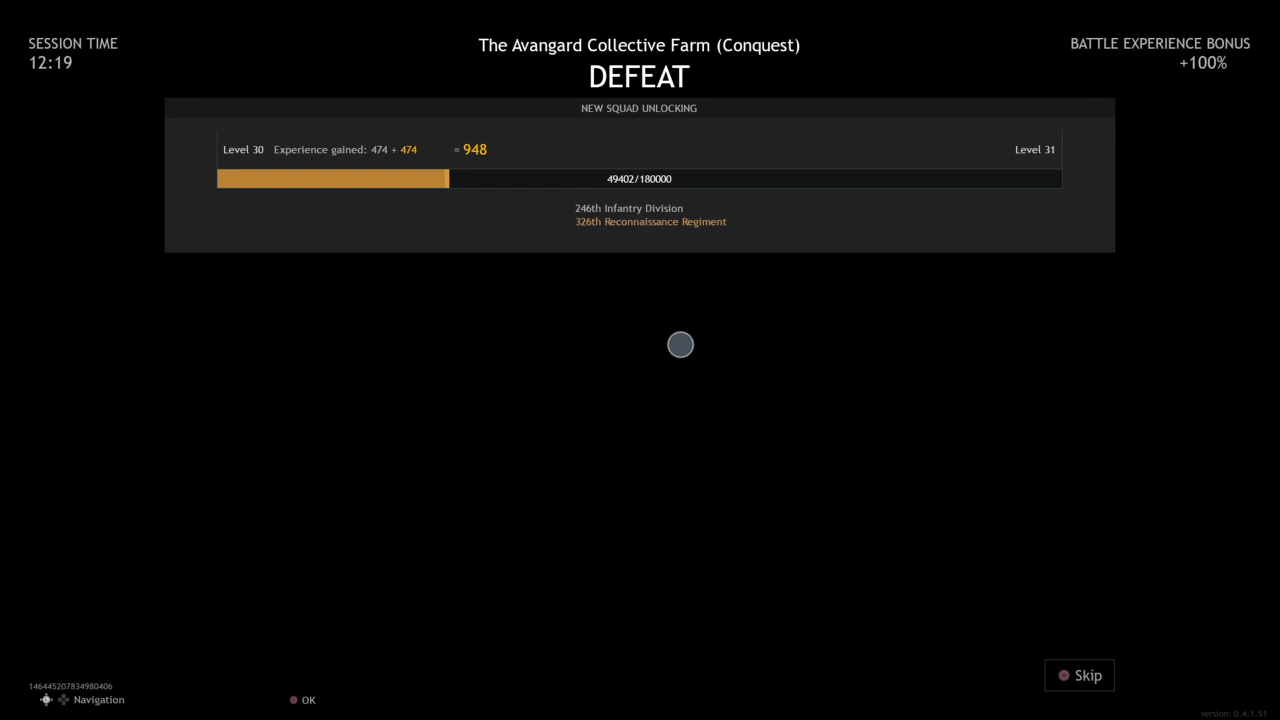 SESSION TIME
12:19
The Avangard Collective Farm (Conquest)
DEFEAT
BATTLE EXPERIENCE BONUS
+100%
NEW SQUAD UNLOCKING
Level 30 Experience gained: 474 + 474 = 948 Level 31
49402/180000
246th Infantry Division
326th Reconnaissance Regiment
Skip
146445207834980406
Navigation OK
version: 0.4.1.51